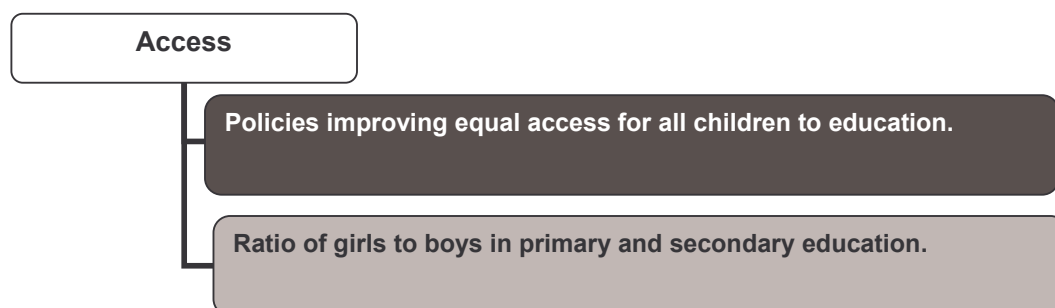 Access
Policies improving equal access for all children to education.
Ratio of girls to boys in primary and secondary education.